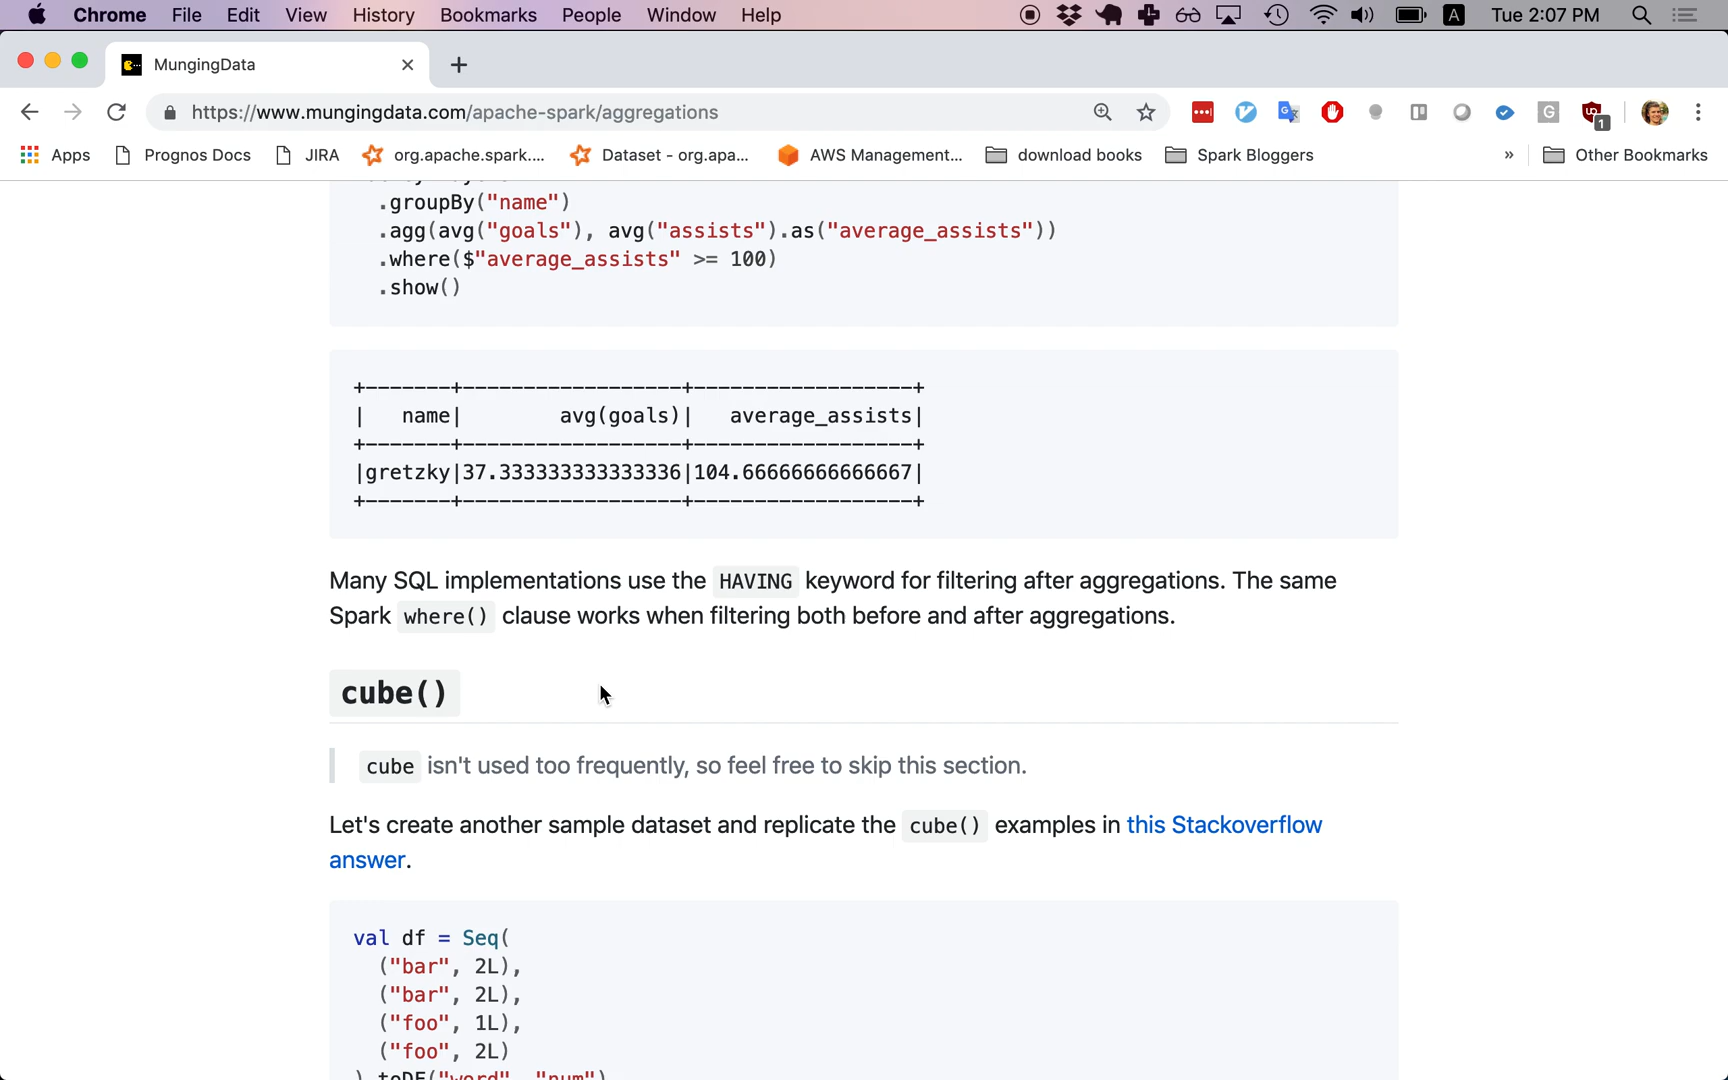 Chrome File Edit View History Bookmarks People Window Help A Tue 2:07 PM
MungingData
https://www.mungingdata.com/apache-spark/aggregations G 1
Apps Prognos Docs JIRA org.apache.spark.... Dataset - org.apa... AWS Management... download books Spark Bloggers » Other Bookmarks
.groupBy("name")
.agg(avg("goals"), avg("assists").as("average_assists"))
.where($"average_assists" >= 100)
.show()
+-------+------------------+------------------+
|   name|        avg(goals)|   average_assists|
+-------+------------------+------------------+
|gretzky|37.333333333333336|104.66666666666667|
+-------+------------------+------------------+
Many SQL implementations use the HAVING keyword for filtering after aggregations. The same
Spark where() clause works when filtering both before and after aggregations.
cube()
cube isn't used too frequently, so feel free to skip this section.
Let's create another sample dataset and replicate the cube() examples in this Stackoverflow
answer.
val df = Seq(
("bar", 2L),
("bar", 2L),
("foo", 1L),
("foo", 2L)
).toDF("word", "num")